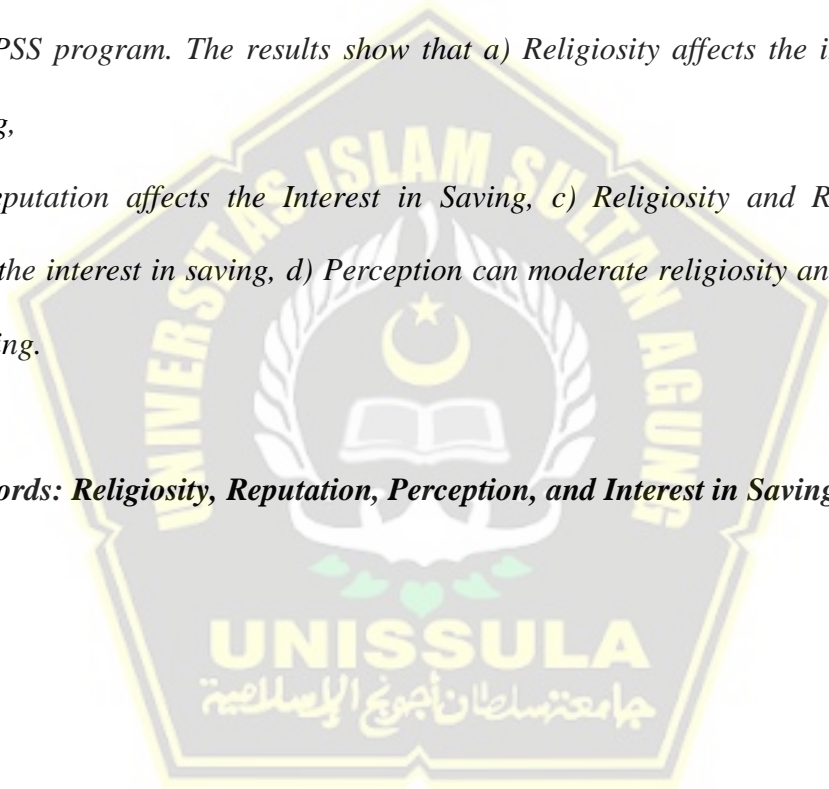 PSS program. The results show that a) Religiosity affects the i
g,
eputation affects the Interest in Saving, c) Religiosity and R
the interest in saving, d) Perception can moderate religiosity an
ing.
ords: Religiosity, Reputation, Perception, and Interest in Saving
UNIVERSITAS ISLAM SULTAN AGUNG
UNISSULA
جامعة سلطان أجونج الإسلامية